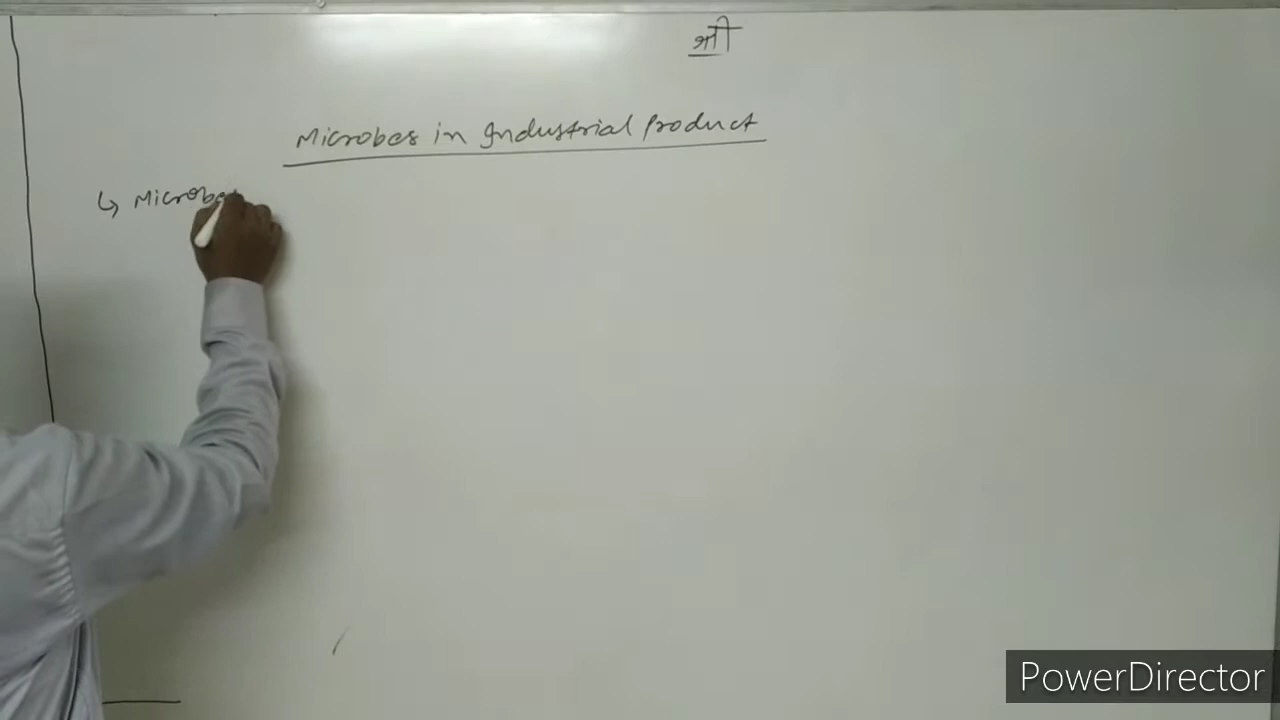 श्री
Microbes in Industrial Product
↳ Microbe
PowerDirector